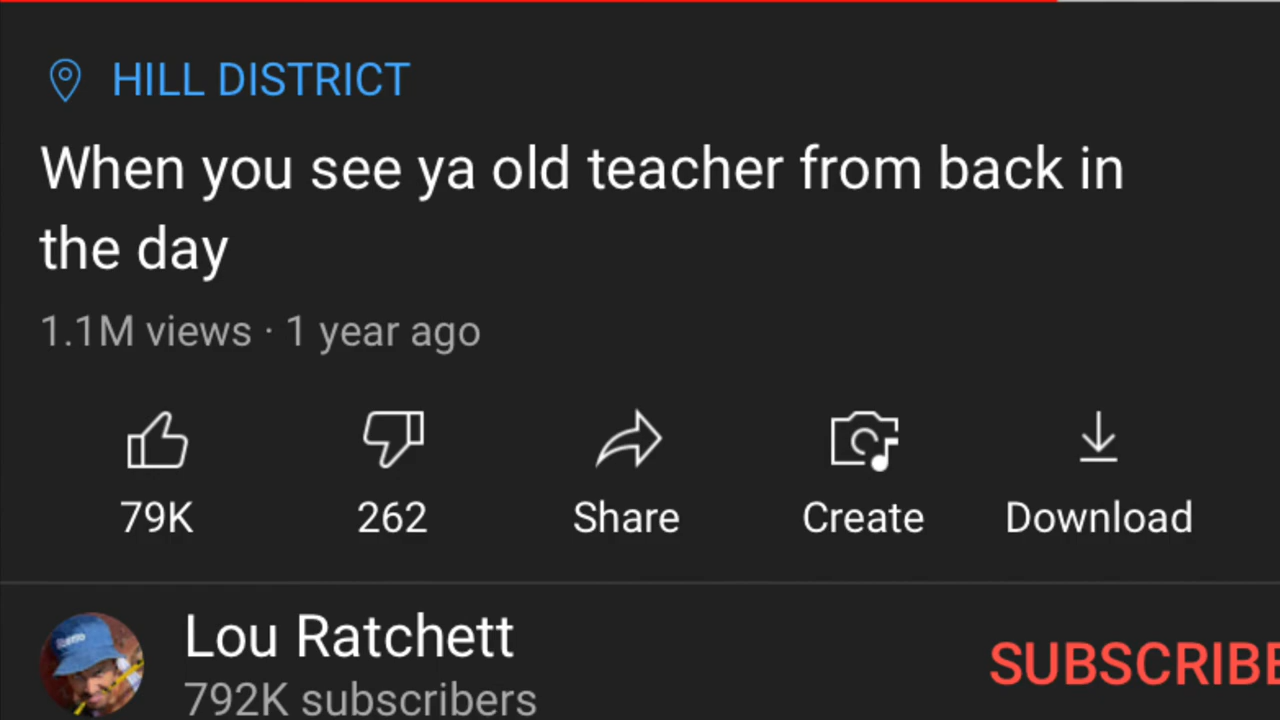 HILL DISTRICT
When you see ya old teacher from back in
the day
1.1M views · 1 year ago
79K 262 Share Create Download
Lou Ratchett
SUBSCRIBE
792K subscribers